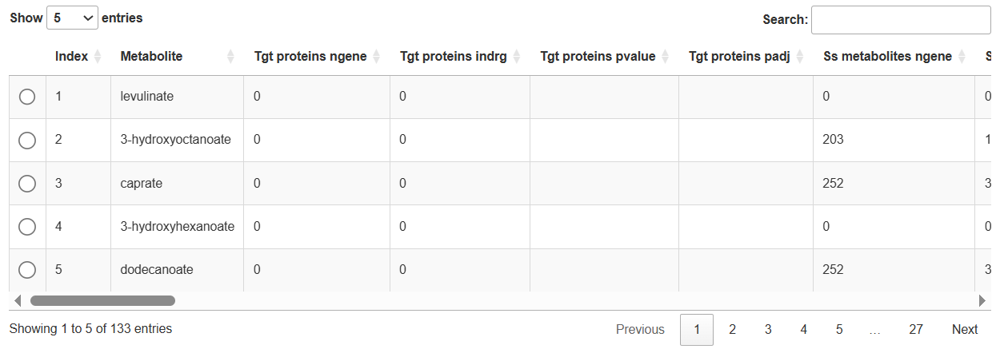 Show 5 entries
Search:
Index Metabolite Tgt proteins ngene Tgt proteins indrg Tgt proteins pvalue Tgt proteins padj Ss metabolites ngene S
1 levulinate 0 0 0 0
2 3-hydroxyoctanoate 0 0 203 1
3 caprate 0 0 252 3
4 3-hydroxyhexanoate 0 0 0 0
5 dodecanoate 0 0 252 3
Showing 1 to 5 of 133 entries
Previous 1 2 3 4 5 … 27 Next